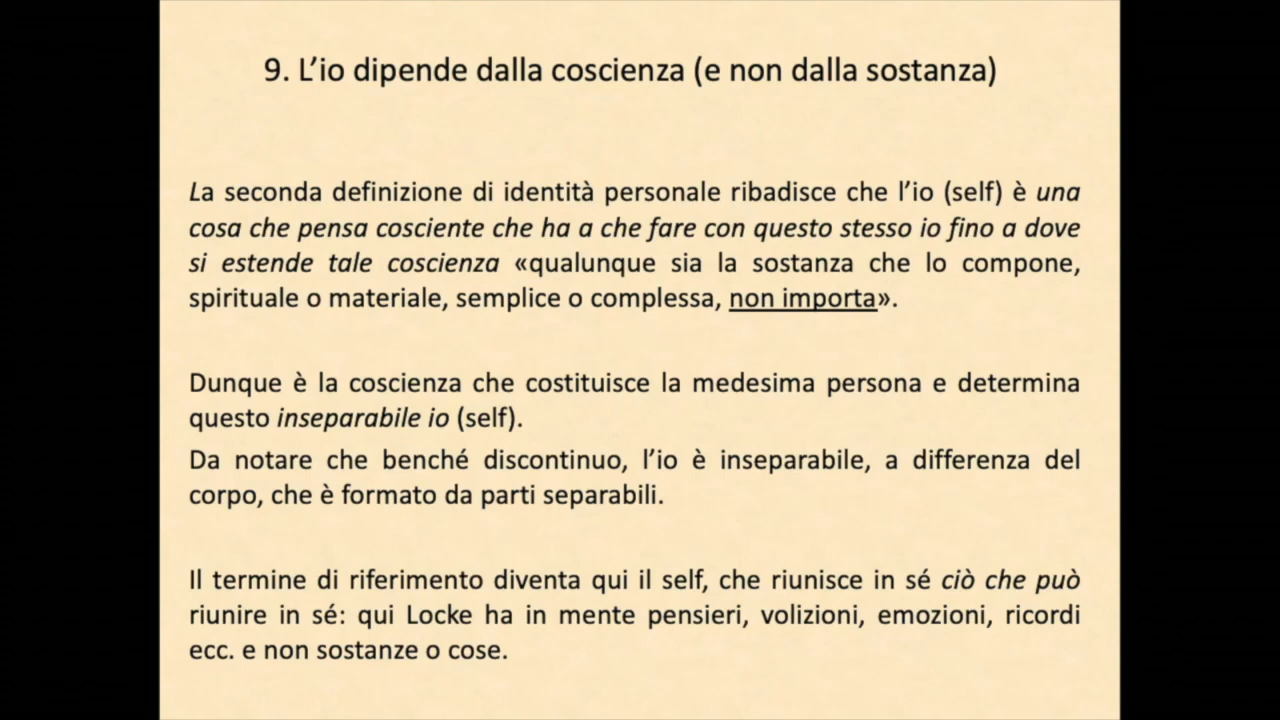 9. L’io dipende dalla coscienza (e non dalla sostanza)
La seconda definizione di identità personale ribadisce che l’io (self) è una
cosa che pensa cosciente che ha a che fare con questo stesso io fino a dove
si estende tale coscienza «qualunque sia la sostanza che lo compone,
spirituale o materiale, semplice o complessa, non importa».
Dunque è la coscienza che costituisce la medesima persona e determina
questo inseparabile io (self).
Da notare che benché discontinuo, l’io è inseparabile, a differenza del
corpo, che è formato da parti separabili.
Il termine di riferimento diventa qui il self, che riunisce in sé ciò che può
riunire in sé: qui Locke ha in mente pensieri, volizioni, emozioni, ricordi
ecc. e non sostanze o cose.